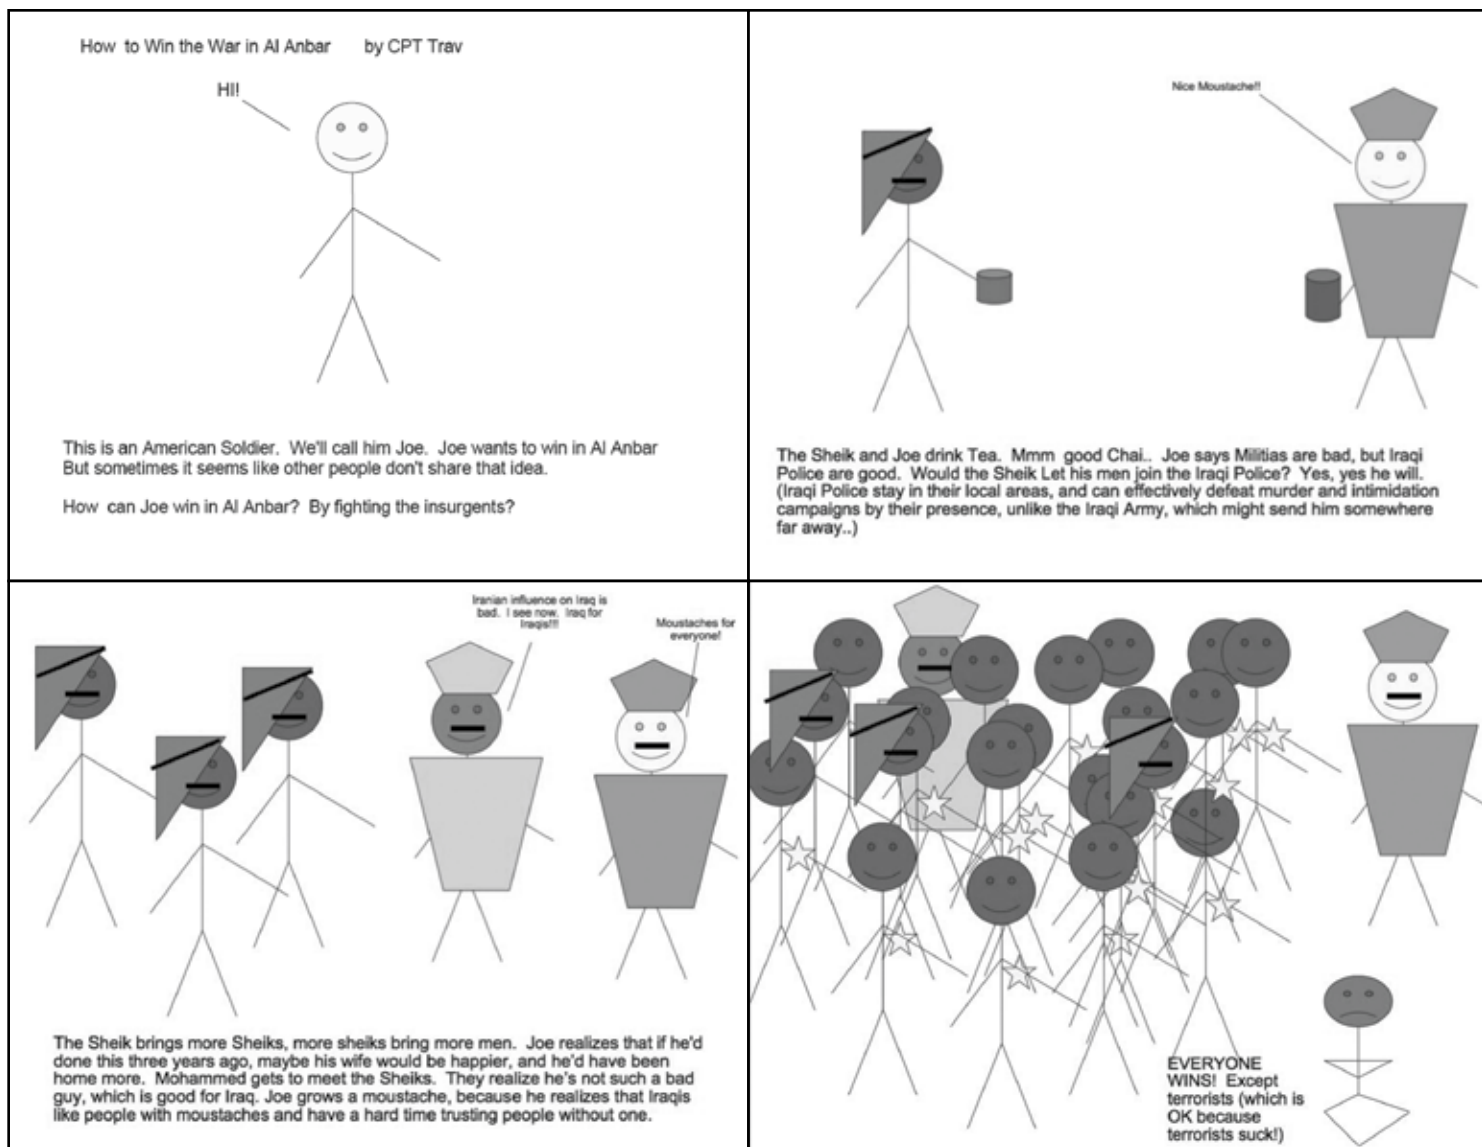 How to Win the War in Al Anbar by CPT Trav
HI!
This is an American Soldier. We'll call him Joe. Joe wants to win in Al Anbar
But sometimes it seems like other people don't share that idea.
How can Joe win in Al Anbar? By fighting the insurgents?
Nice Moustache!!
The Sheik and Joe drink Tea. Mmm good Chai.. Joe says Militias are bad, but Iraqi
Police are good. Would the Sheik Let his men join the Iraqi Police? Yes, yes he will.
(Iraqi Police stay in their local areas, and can effectively defeat murder and intimidation
campaigns by their presence, unlike the Iraqi Army, which might send him somewhere
far away..)
Iranian influence on Iraq is
bad. I see now. Iraq for
Iraqis!!!
Moustaches for
everyone!
The Sheik brings more Sheiks, more sheiks bring more men. Joe realizes that if he'd
done this three years ago, maybe his wife would be happier, and he'd have been
home more. Mohammed gets to meet the Sheiks. They realize he's not such a bad
guy, which is good for Iraq. Joe grows a moustache, because he realizes that Iraqis
like people with moustaches and have a hard time trusting people without one.
EVERYONE
WINS! Except
terrorists (which is
OK because
terrorists suck!)